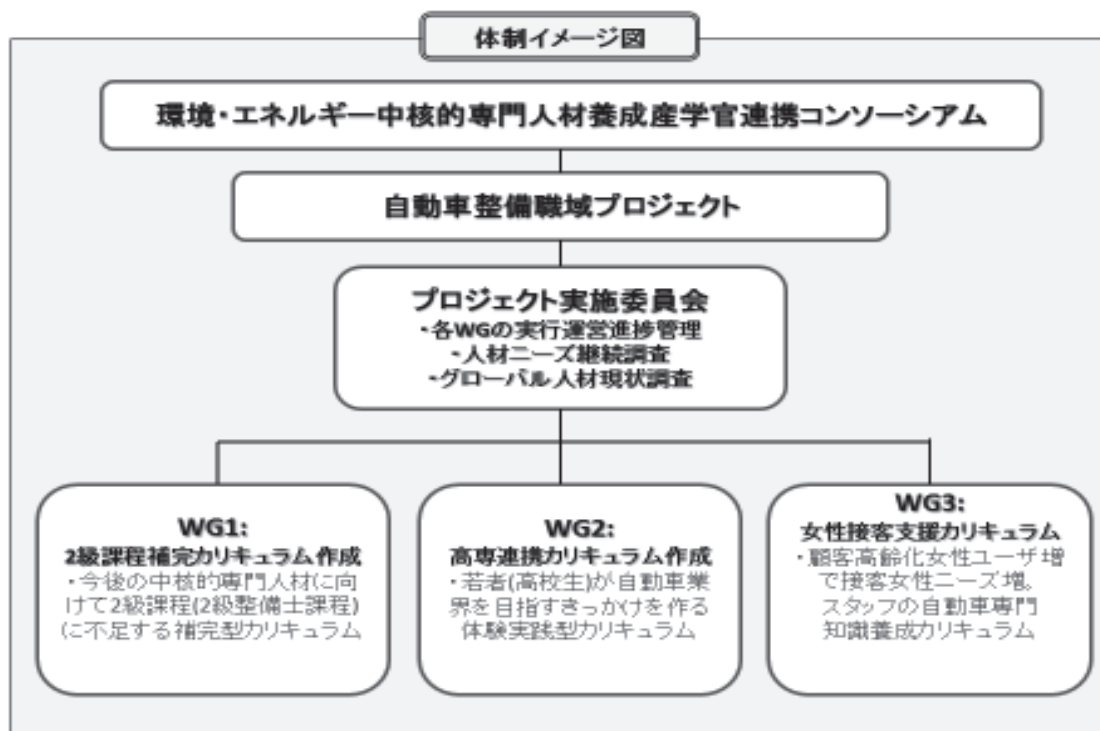 体制イメージ図
環境・エネルギー中核的専門人材養成産学官連携コンソーシアム
自動車整備職域プロジェクト
プロジェクト実施委員会
・各WGの実行運営進捗管理
・人材ニーズ継続調査
・グローバル人材現状調査
WG1:
2級課程補完カリキュラム作成
・今後の中核的専門人材に向
けて2級課程(2級整備士課程)
に不足する補完型カリキュラム
WG2:
高専連携カリキュラム作成
・若者(高校生)が自動車業
界を目指すきっかけを作る
体験実践型カリキュラム
WG3:
女性接客支援カリキュラム
・顧客高齢化女性ユーザ増
で接客女性ニーズ増。
スタッフの自動車専門
知識養成カリキュラム